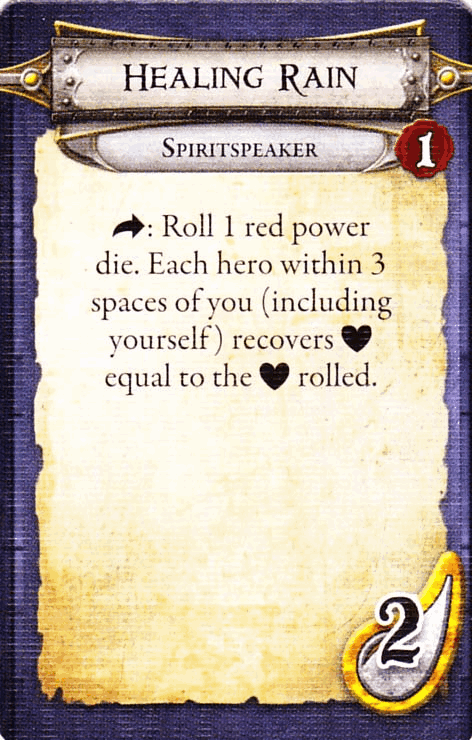 Healing Rain
Spiritspeaker
1
: Roll 1 red power
die. Each hero within 3
spaces of you (including
yourself) recovers
equal to the rolled.
2